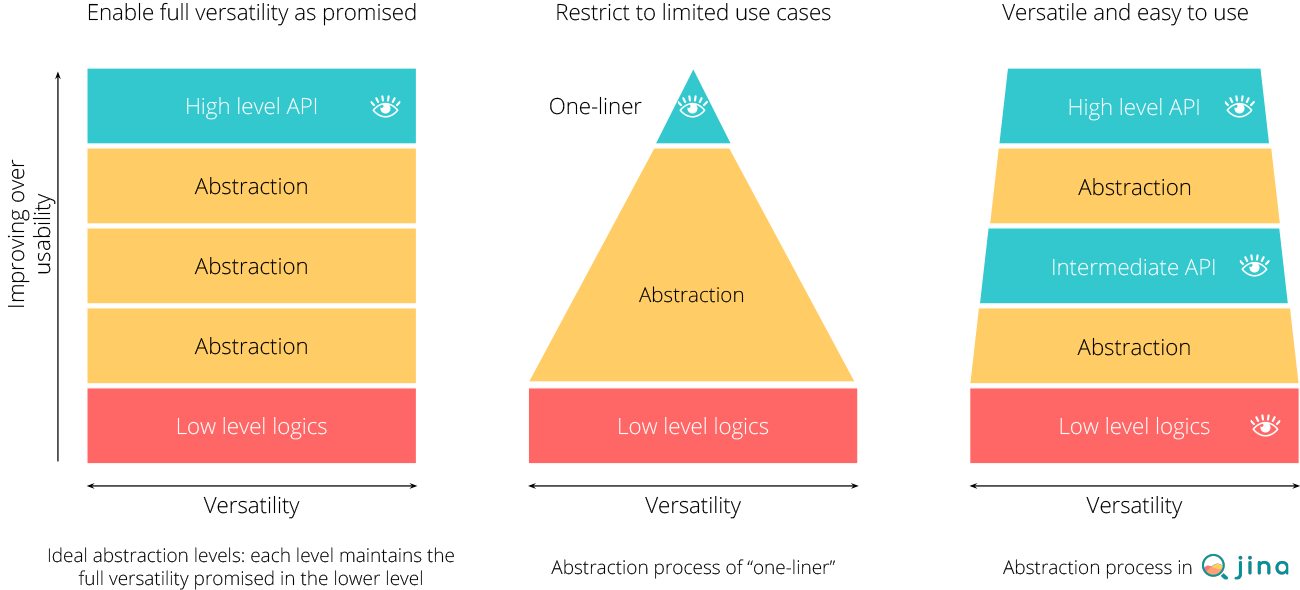 Enable full versatility as promised
High level API
Abstraction
Abstraction
Abstraction
Low level logics
Improving over
usability
Versatility
Ideal abstraction levels: each level maintains the
full versatility promised in the lower level
Restrict to limited use cases
One-liner
Abstraction
Low level logics
Versatility
Abstraction process of “one-liner”
Versatile and easy to use
High level API
Abstraction
Intermediate API
Abstraction
Low level logics
Versatility
Abstraction process in jina